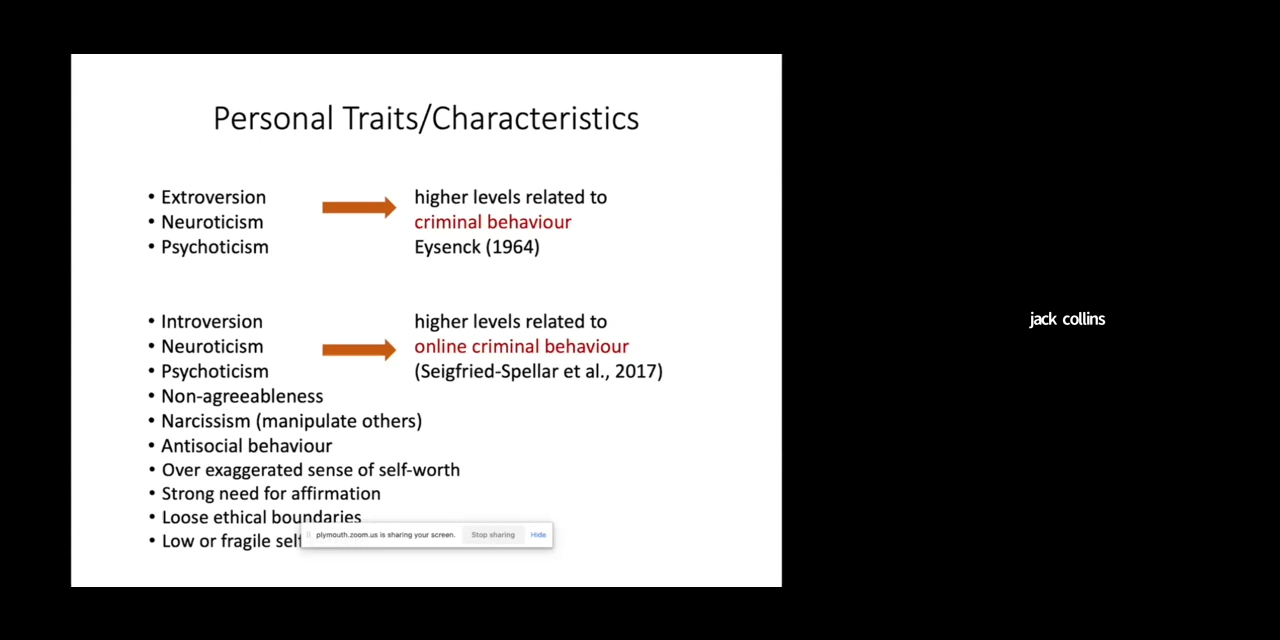 Personal Traits/Characteristics
• Extroversion
• Neuroticism
• Psychoticism
higher levels related to
criminal behaviour
Eysenck (1964)
• Introversion
• Neuroticism
• Psychoticism
• Non-agreeableness
• Narcissism (manipulate others)
• Antisocial behaviour
• Over exaggerated sense of self-worth
• Strong need for affirmation
• Loose ethical boundaries
• Low or fragile
higher levels related to
online criminal behaviour
(Seigfried-Spellar et al., 2017)
plymouth.zoom.us is sharing your screen. Stop sharing Hide
jack collins